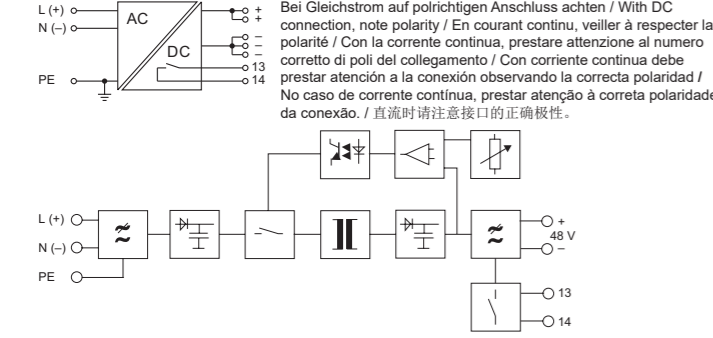 L (+)
N (–)
PE
AC
DC
+
+
–
–
–
13
14
Bei Gleichstrom auf polrichtigen Anschluss achten / With DC
connection, note polarity / En courant continu, veiller à respecter la
polarité / Con la corrente continua, prestare attenzione al numero
corretto di poli del collegamento / Con corriente continua debe
prestar atención a la conexión observando la correcta polaridad /
No caso de corrente contínua, prestar atenção à correta polaridade
da conexão. / 直流时请注意接口的正确极性。
L (+)
N (–)
PE
+
48 V
–
13
14